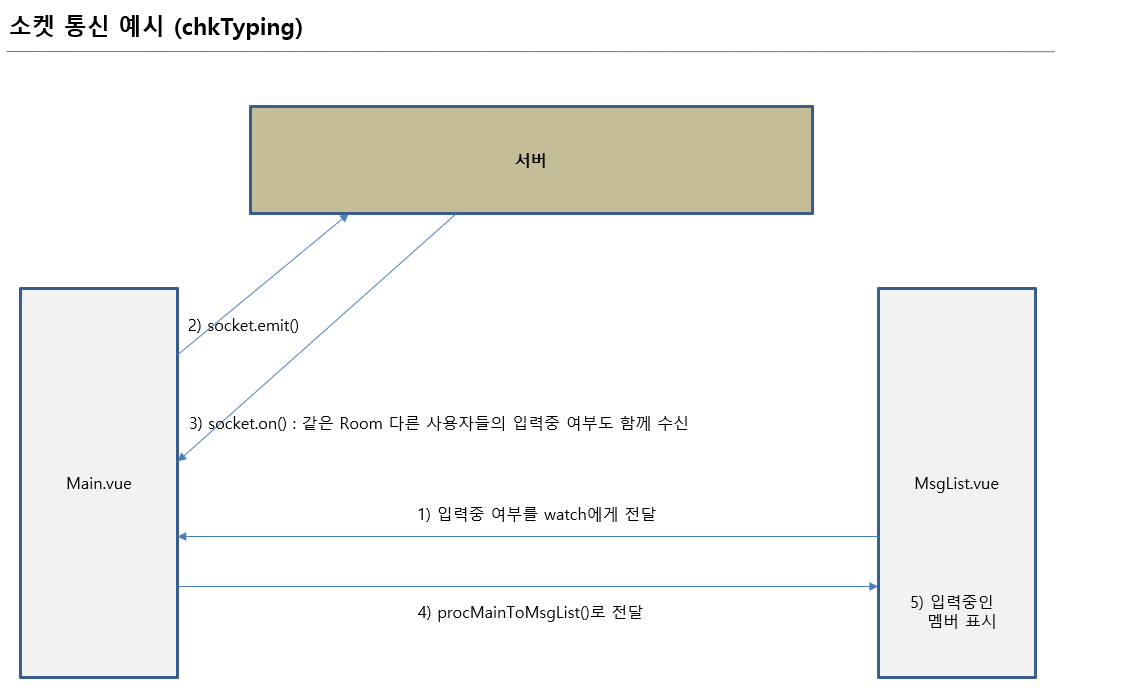 소켓 통신 예시 (chkTyping)
서버
2) socket.emit()
3) socket.on() : 같은 Room 다른 사용자들의 입력중 여부도 함께 수신
Main.vue
MsgList.vue
1) 입력중 여부를 watch에게 전달
4) procMainToMsgList()로 전달
5) 입력중인
멤버 표시